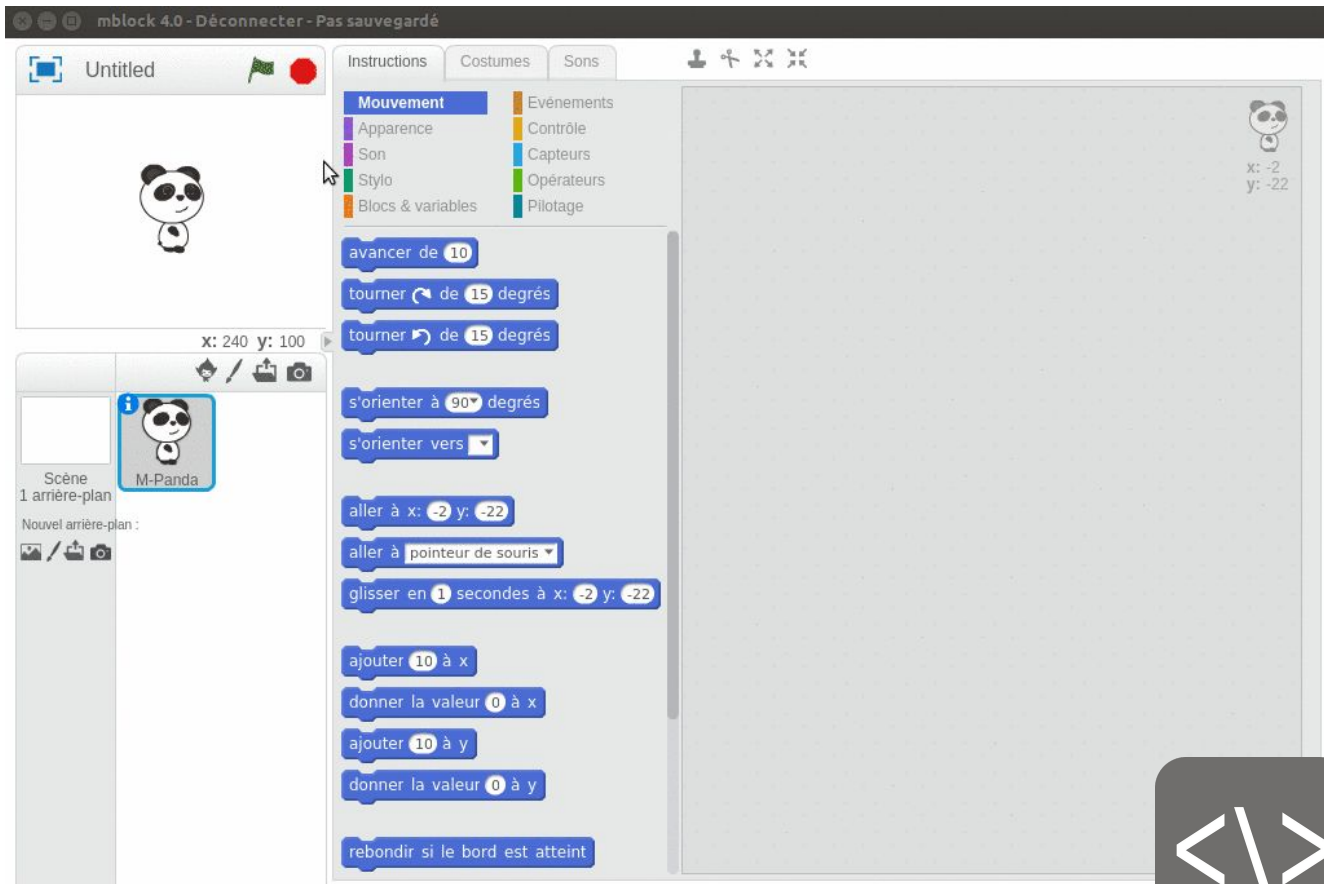 mblock 4.0 - Déconnecter - Pas sauvegardé
Untitled
Instructions
Costumes
Sons
Mouvement
Evénements
Apparence
Contrôle
Son
Capteurs
Stylo
Opérateurs
Blocs & variables
Pilotage
x: -2
y: -22
avancer de 10
tourner de 15 degrés
tourner de 15 degrés
s'orienter à 90 degrés
s'orienter vers
aller à x: -2 y: -22
aller à pointeur de souris
glisser en 1 secondes à x: -2 y: -22
ajouter 10 à x
donner la valeur 0 à x
ajouter 10 à y
donner la valeur 0 à y
rebondir si le bord est atteint
x: 240 y: 100
Scène
1 arrière-plan
M-Panda
Nouvel arrière-plan :
<\>